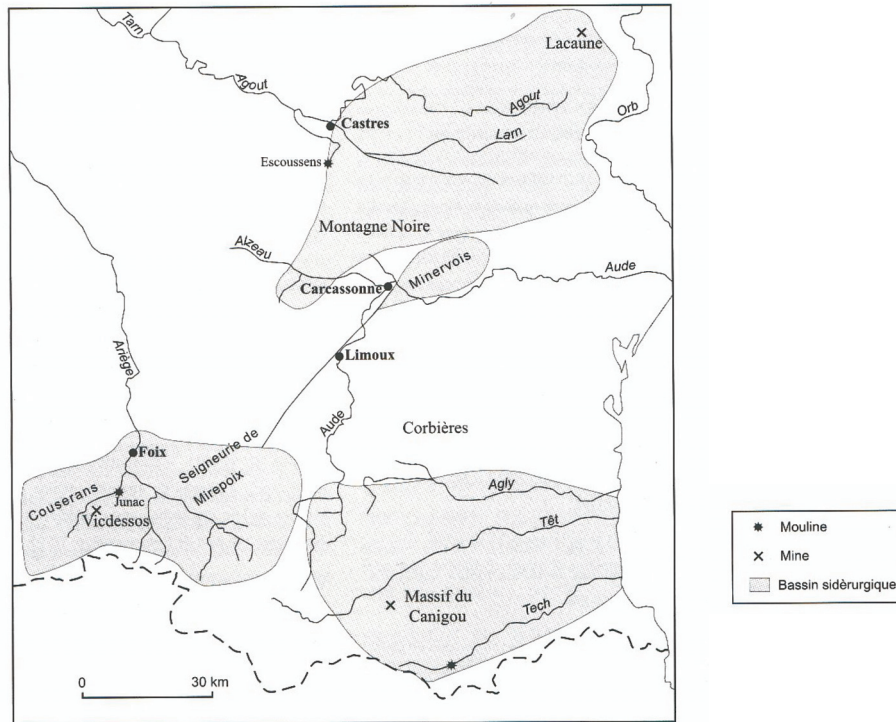 Tarn
Lacaune
Agout
Agout
Orb
Castres
Larn
Escoussens
Montagne Noire
Alzeau
Minervois
Aude
Carcassonne
Ariège
Limoux
Aude
Corbières
Foix
Seigneurie de
Mirepoix
Couserans
Junac
Vicdessos
Agly
Têt
Massif du
Canigou
Tech
0 30 km
Mouline
Mine
Bassin sidèrurgique